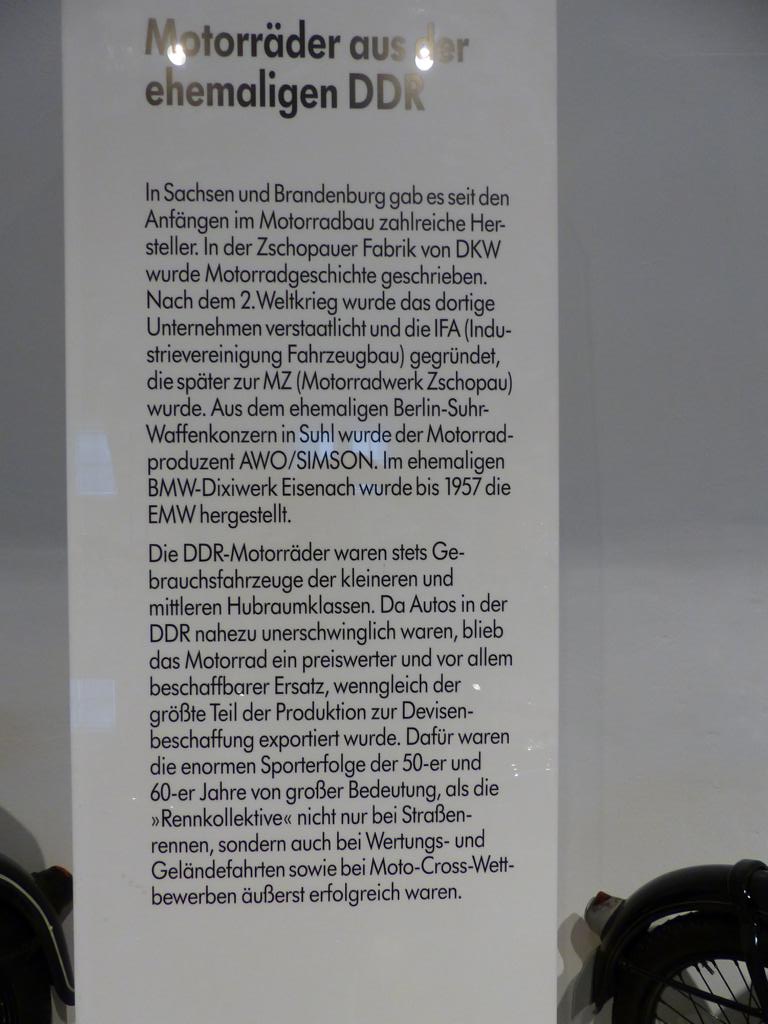 Motorräder aus der
ehemaligen DDR
In Sachsen und Brandenburg gab es seit den
Anfängen im Motorradbau zahlreiche Her-
steller. In der Zschopauer Fabrik von DKW
wurde Motorradgeschichte geschrieben.
Nach dem 2.Weltkrieg wurde das dortige
Unternehmen verstaatlicht und die IFA (Indu-
strievereinigung Fahrzeugbau) gegründet,
die später zur MZ (Motorradwerk Zschopau)
wurde. Aus dem ehemaligen Berlin-Suhr-
Waffenkonzern in Suhl wurde der Motorrad-
produzent AWO/SIMSON. Im ehemaligen
BMW-Dixiwerk Eisenach wurde bis 1957 die
EMW hergestellt.
Die DDR-Motorräder waren stets Ge-
brauchsfahrzeuge der kleineren und
mittleren Hubraumklassen. Da Autos in der
DDR nahezu unerschwinglich waren, blieb
das Motorrad ein preiswerter und vor allem
beschaffbarer Ersatz, wenngleich der
größte Teil der Produktion zur Devisen-
beschaffung exportiert wurde. Dafür waren
die enormen Sporterfolge der 50-er und
60-er Jahre von großer Bedeutung, als die
»Rennkollektive« nicht nur bei Straßen-
rennen, sondern auch bei Wertungs- und
Geländefahrten sowie bei Moto-Cross-Wett-
bewerben äußerst erfolgreich waren.